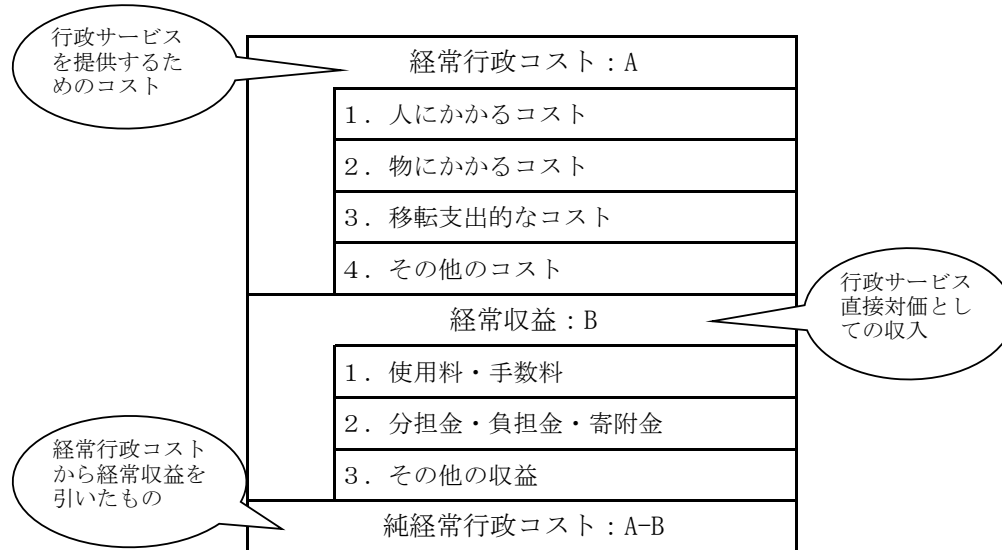 行政サービス
を提供するた
めのコスト
経常行政コスト：A
１．人にかかるコスト
２．物にかかるコスト
３．移転支出的なコスト
４．その他のコスト
経常収益：B
行政サービス
直接対価とし
ての収入
１．使用料・手数料
２．分担金・負担金・寄附金
３．その他の収益
経常行政コスト
から経常収益を
引いたもの
純経常行政コスト：A-B